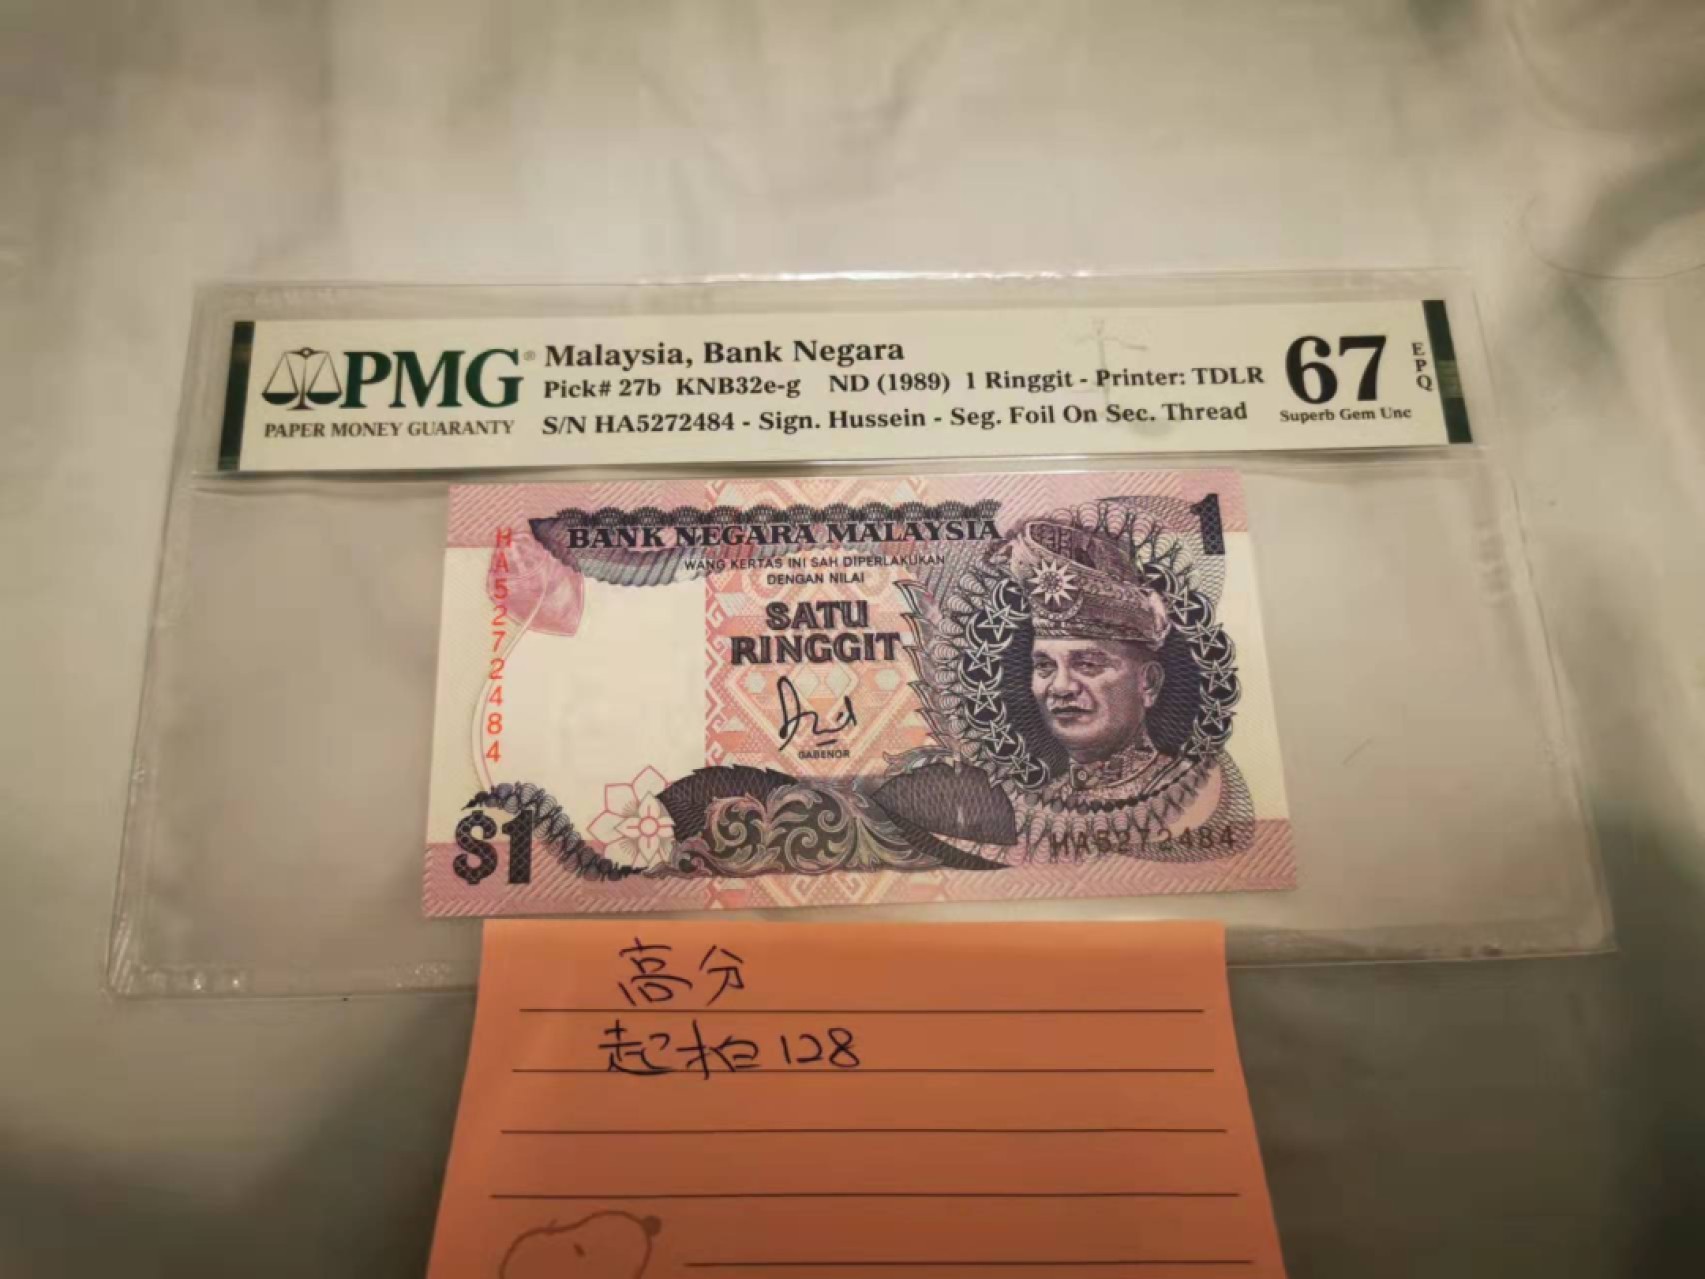 PMG®
PAPER MONEY GUARANTY
Malaysia, Bank Negara
Pick# 27b KNB32e-g ND (1989) 1 Ringgit - Printer: TDLR
S/N HA5272484 - Sign. Hussein - Seg. Foil On Sec. Thread
67
EPQ
Superb Gem Unc
1
BANK NEGARA MALAYSIA
WANG KERTAS INI SAH DIPERLAKUKAN
DENGAN NILAI
SATU
RINGGIT
GABENOR
HA5272484
$1
HA5272484
高分
起拍128